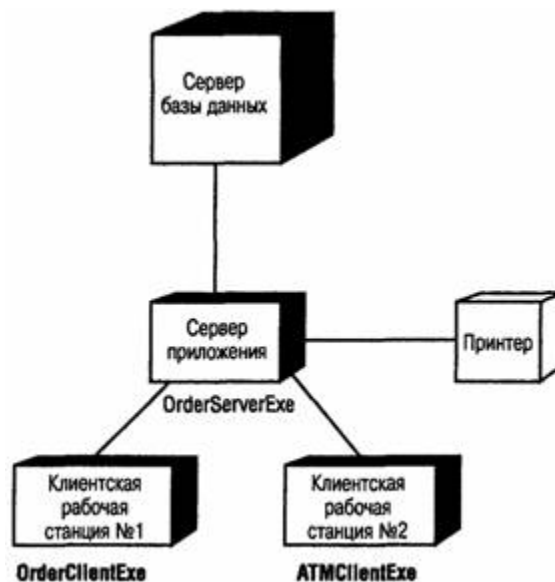 Сервер
базы данных
Сервер
приложения
Принтер
OrderServerExe
Клиентская
рабочая
станция №1
Клиентская
рабочая
станция №2
OrderClientExe
ATMClientExe